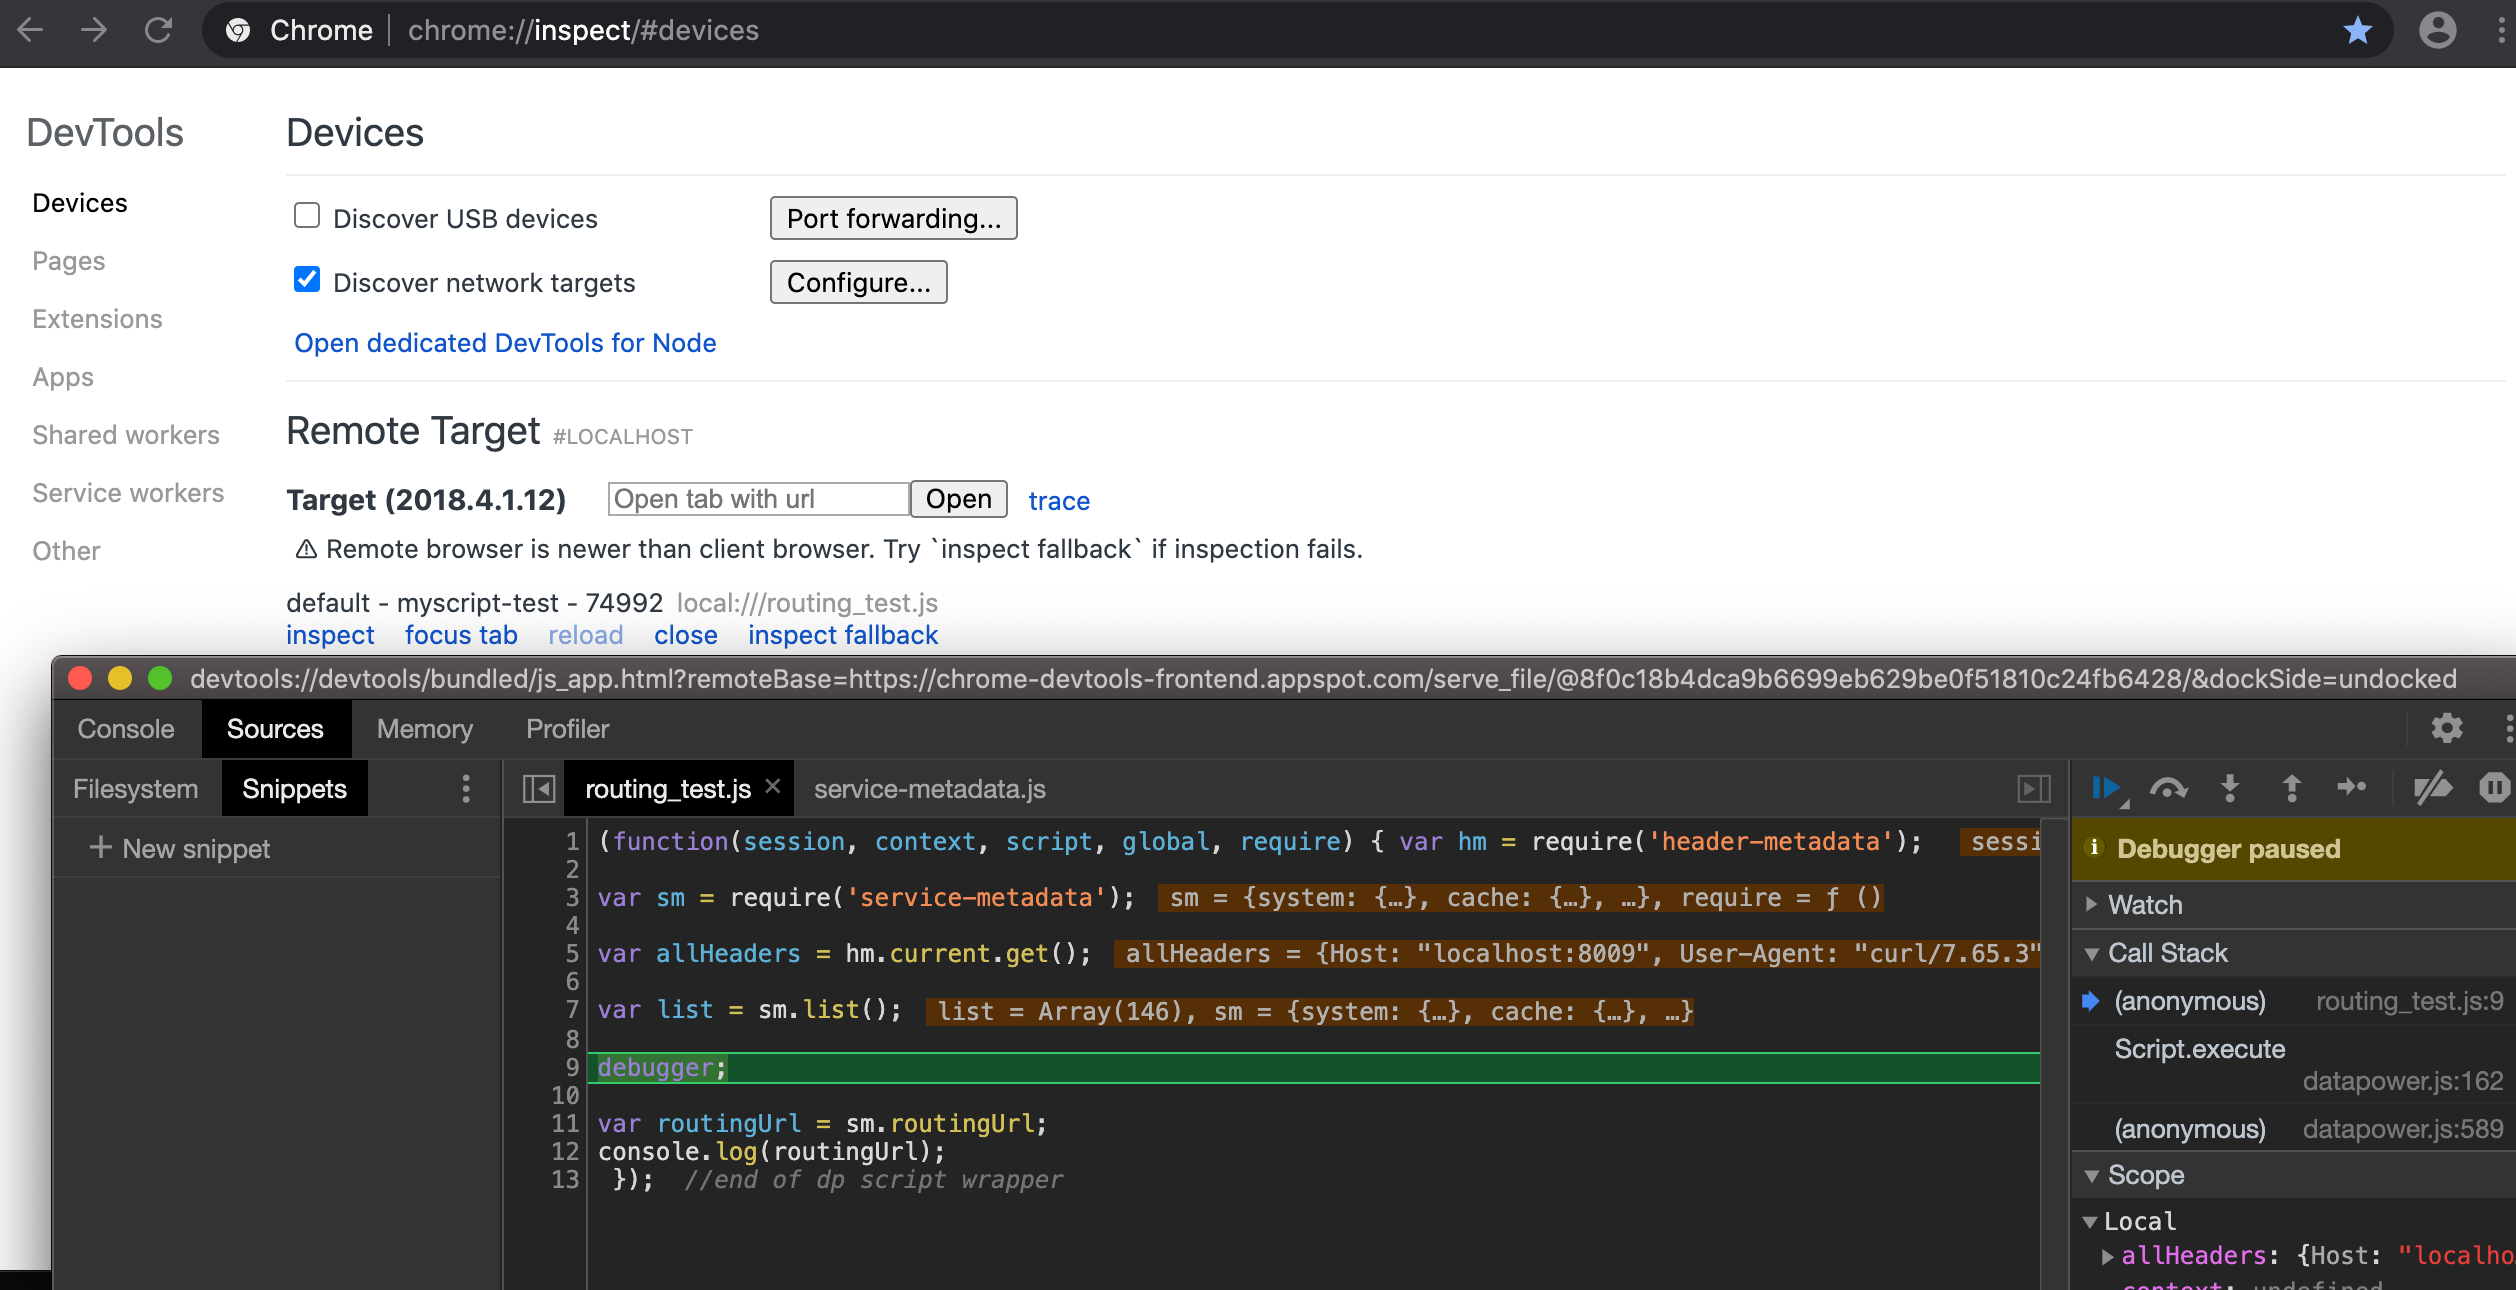 Chrome | chrome://inspect/#devices
DevTools
Devices
Pages
Extensions
Apps
Shared workers
Service workers
Other
Devices
Discover USB devices
Port forwarding...
Discover network targets
Configure...
Open dedicated DevTools for Node
Remote Target #LOCALHOST
Target (2018.4.1.12) Open tab with url Open trace
⚠ Remote browser is newer than client browser. Try `inspect fallback` if inspection fails.
default - myscript-test - 74992 local:///routing_test.js
inspect focus tab reload close inspect fallback
devtools://devtools/bundled/js_app.html?remoteBase=https://chrome-devtools-frontend.appspot.com/serve_file/@8f0c18b4dca9b6699eb629be0f51810c24fb6428/&dockSide=undocked
Console Sources Memory Profiler
Filesystem Snippets
+ New snippet
routing_test.js × service-metadata.js
1 (function(session, context, script, global, require) { var hm = require('header-metadata'); sessi
2
3 var sm = require('service-metadata'); sm = {system: {…}, cache: {…}, …}, require = ƒ ()
4
5 var allHeaders = hm.current.get(); allHeaders = {Host: "localhost:8009", User-Agent: "curl/7.65.3"
6
7 var list = sm.list(); list = Array(146), sm = {system: {…}, cache: {…}, …}
8
9 debugger;
10
11 var routingUrl = sm.routingUrl;
12 console.log(routingUrl);
13 }); //end of dp script wrapper
Debugger paused
Watch
Call Stack
(anonymous) routing_test.js:9
Script.execute
datapower.js:162
(anonymous) datapower.js:589
Scope
Local
allHeaders: {Host: "localho
context: undefined